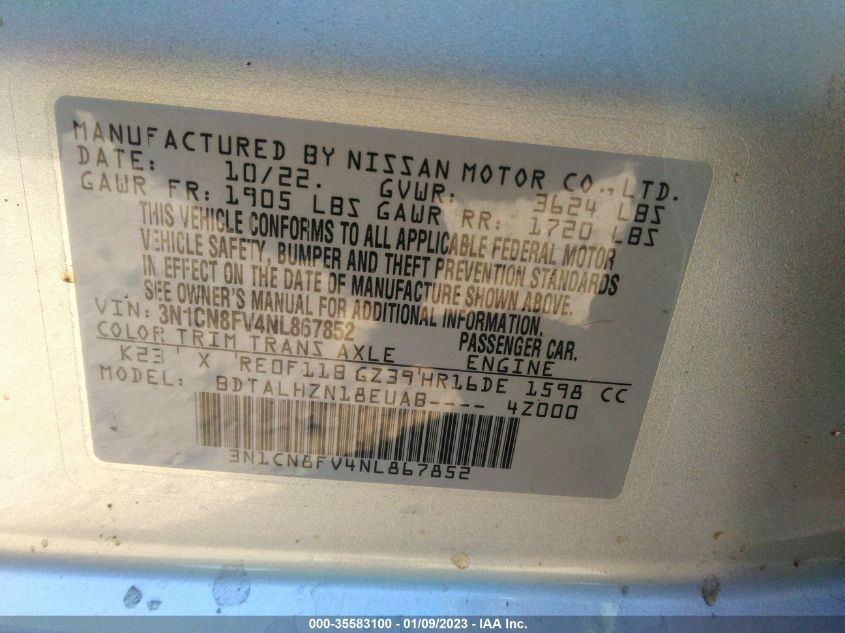 MANUFACTURED BY NISSAN MOTOR CO., LTD.
DATE: 10/22. GVWR: 3624 LBS
GAWR FR: 1905 LBS GAWR RR: 1720 LBS
THIS VEHICLE CONFORMS TO ALL APPLICABLE FEDERAL MOTOR
VEHICLE SAFETY, BUMPER AND THEFT PREVENTION STANDARDS
IN EFFECT ON THE DATE OF MANUFACTURE SHOWN ABOVE.
SEE OWNER'S MANUAL FOR ADDITIONAL INFORMATION.
VIN: 3N1CN8FV4NL867852 PASSENGER CAR.
COLOR TRIM TRANS AXLE ENGINE
K23 X RE0F11B GZ39 HR16DE 1598 CC
MODEL: BDTALHZN18EUAB---- 4Z000
3N1CN8FV4NL867852
000-35583100 - 01/09/2023 - IAA Inc.